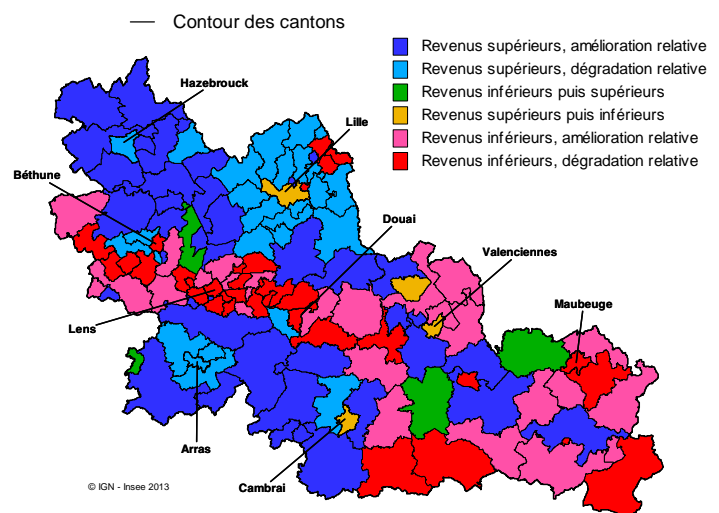 Contour des cantons
Revenus supérieurs, amélioration relative
Revenus supérieurs, dégradation relative
Revenus inférieurs puis supérieurs
Revenus supérieurs puis inférieurs
Revenus inférieurs, amélioration relative
Revenus inférieurs, dégradation relative
Hazebrouck
Lille
Béthune
Douai
Valenciennes
Maubeuge
Lens
Arras
Cambrai
© IGN - Insee 2013